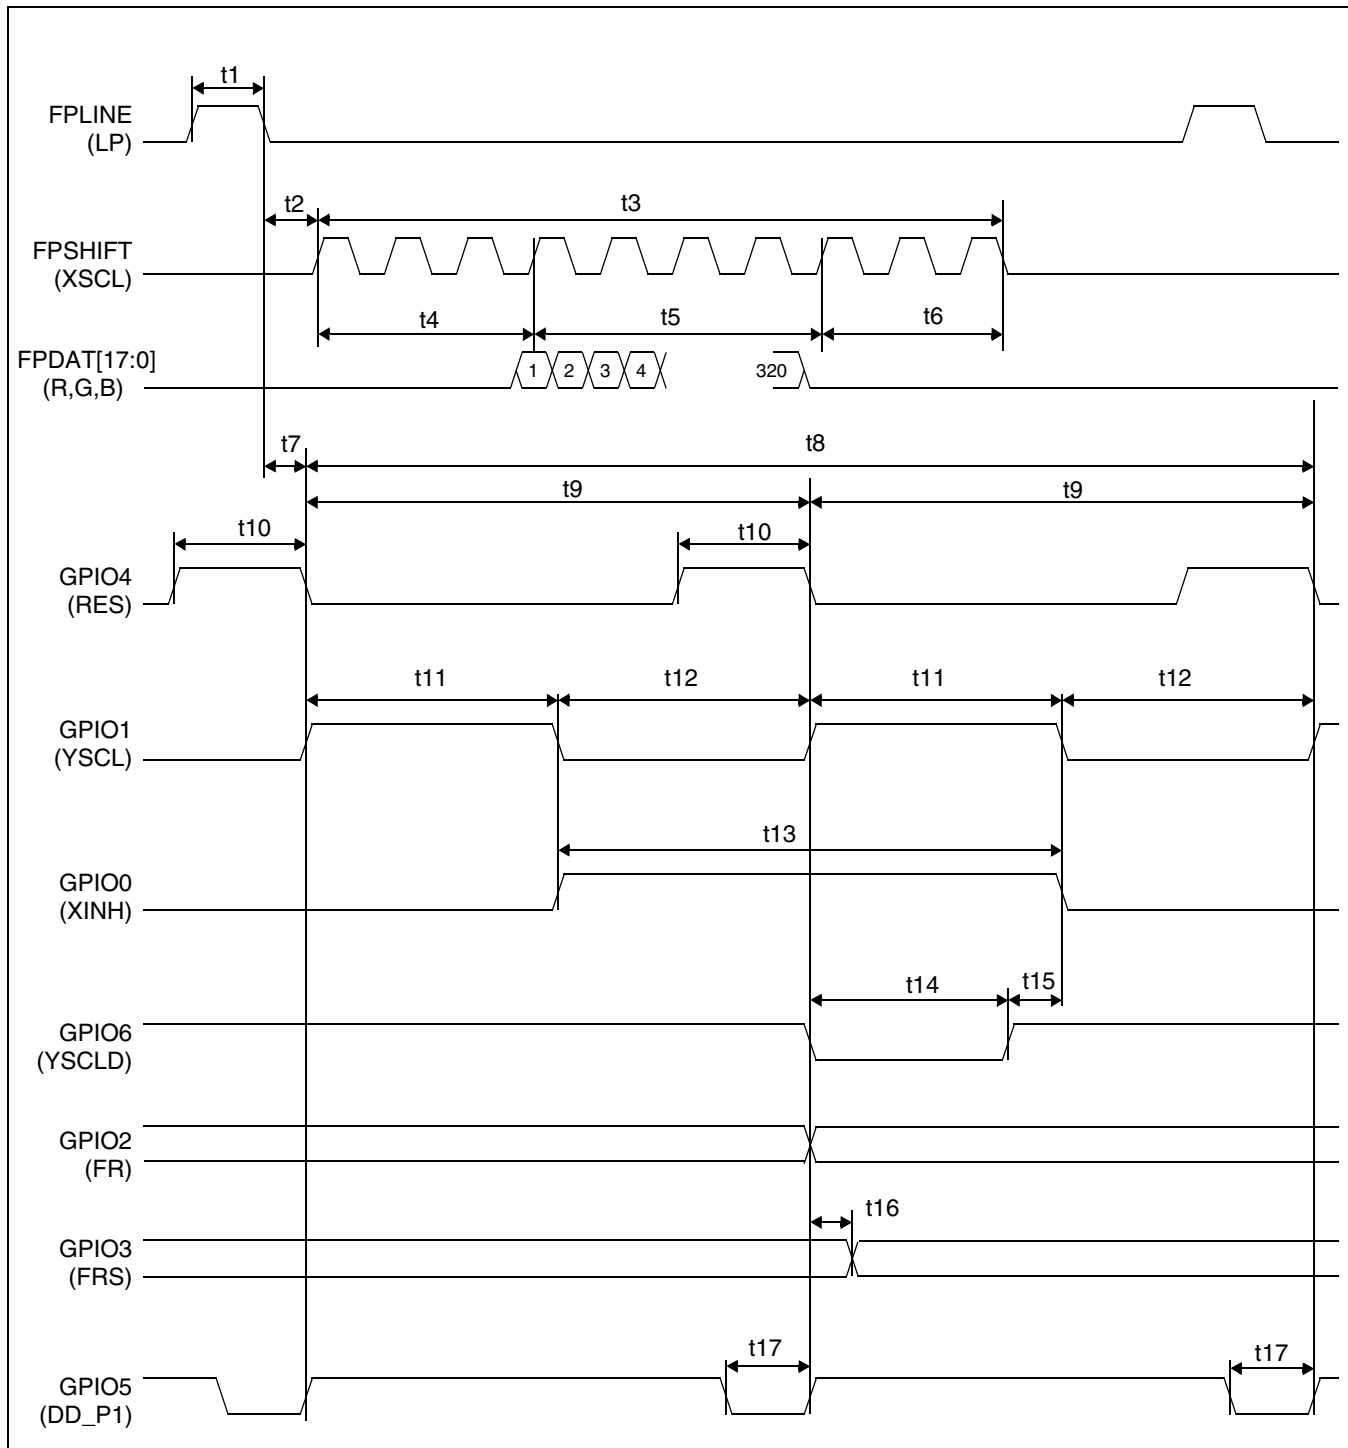 t1
FPLINE
(LP)
t2
t3
FPSHIFT
(XSCL)
t4
t5
t6
FPDAT[17:0]
(R,G,B)
1
2
3
4
320
t7
t8
t9
t9
t10
t10
GPIO4
(RES)
t11
t12
t11
t12
GPIO1
(YSCL)
t13
GPIO0
(XINH)
t14
t15
GPIO6
(YSCLD)
GPIO2
(FR)
t16
GPIO3
(FRS)
t17
t17
GPIO5
(DD_P1)